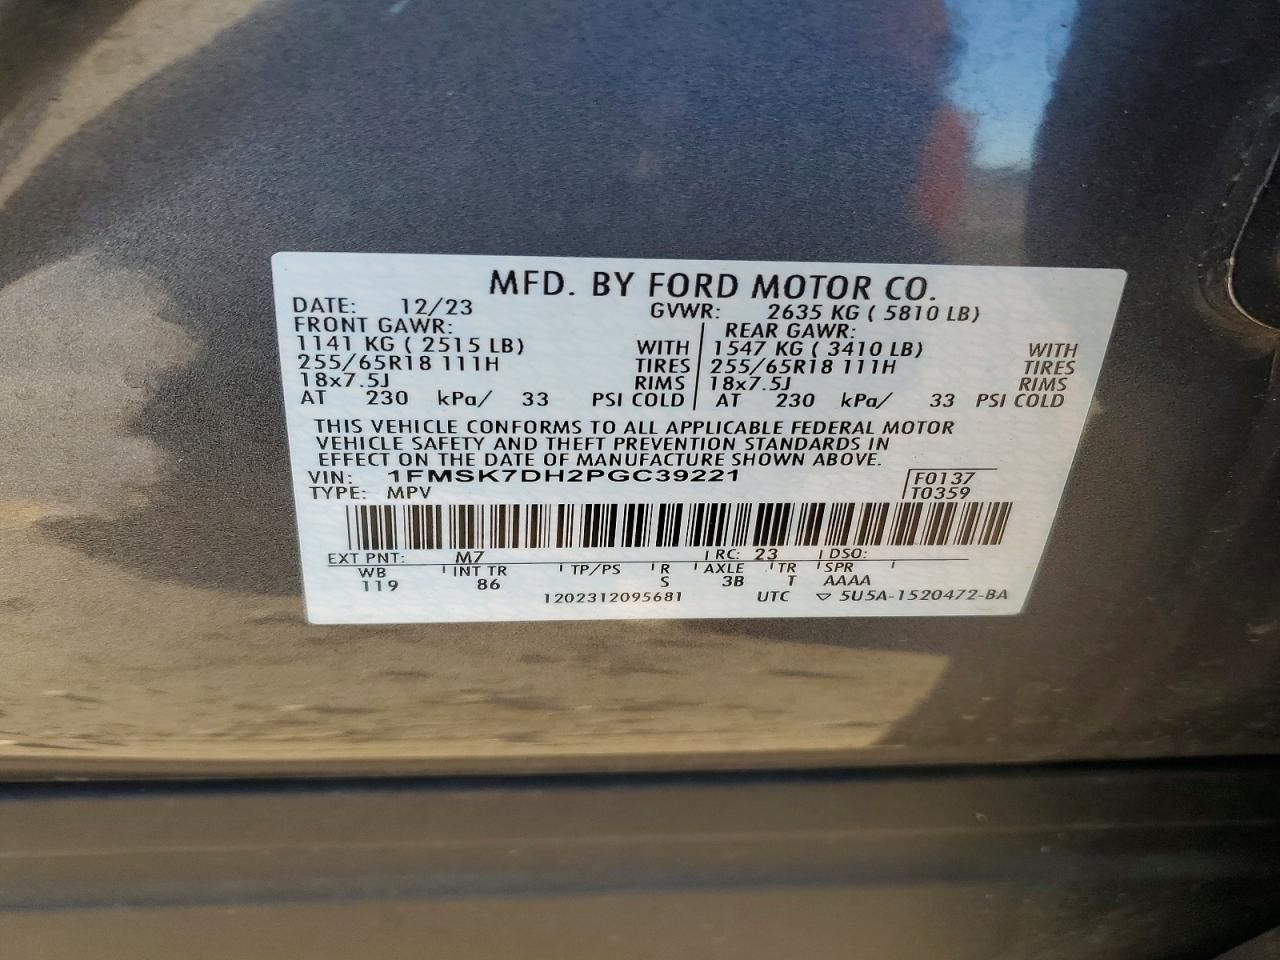 MFD. BY FORD MOTOR CO.
DATE: 12/23 GVWR: 2635 KG ( 5810 LB)
FRONT GAWR: REAR GAWR:
1141 KG ( 2515 LB) WITH 1547 KG ( 3410 LB) WITH
255/65R18 111H TIRES 255/65R18 111H TIRES
18x7.5J RIMS 18x7.5J RIMS
AT 230 kPa/ 33 PSI COLD AT 230 kPa/ 33 PSI COLD
THIS VEHICLE CONFORMS TO ALL APPLICABLE FEDERAL MOTOR
VEHICLE SAFETY AND THEFT PREVENTION STANDARDS IN
EFFECT ON THE DATE OF MANUFACTURE SHOWN ABOVE.
VIN: 1FMSK7DH2PGC39221 F0137
TYPE: MPV T0359
EXT PNT: M7 RC: 23 DSO:
WB INT TR TP/PS R AXLE TR SPR
119 86 S 3B T AAAA
1202312095681 UTC ▽ 5U5A-1520472-BA